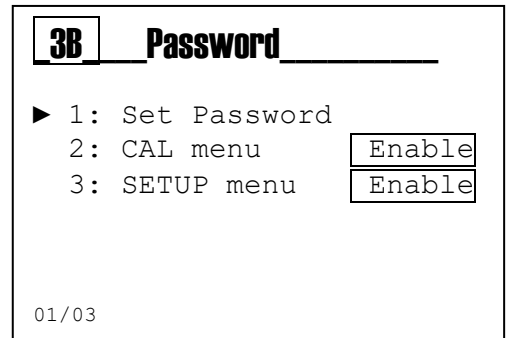 3B Password
► 1: Set Password
2: CAL menu Enable
3: SETUP menu Enable
01/03